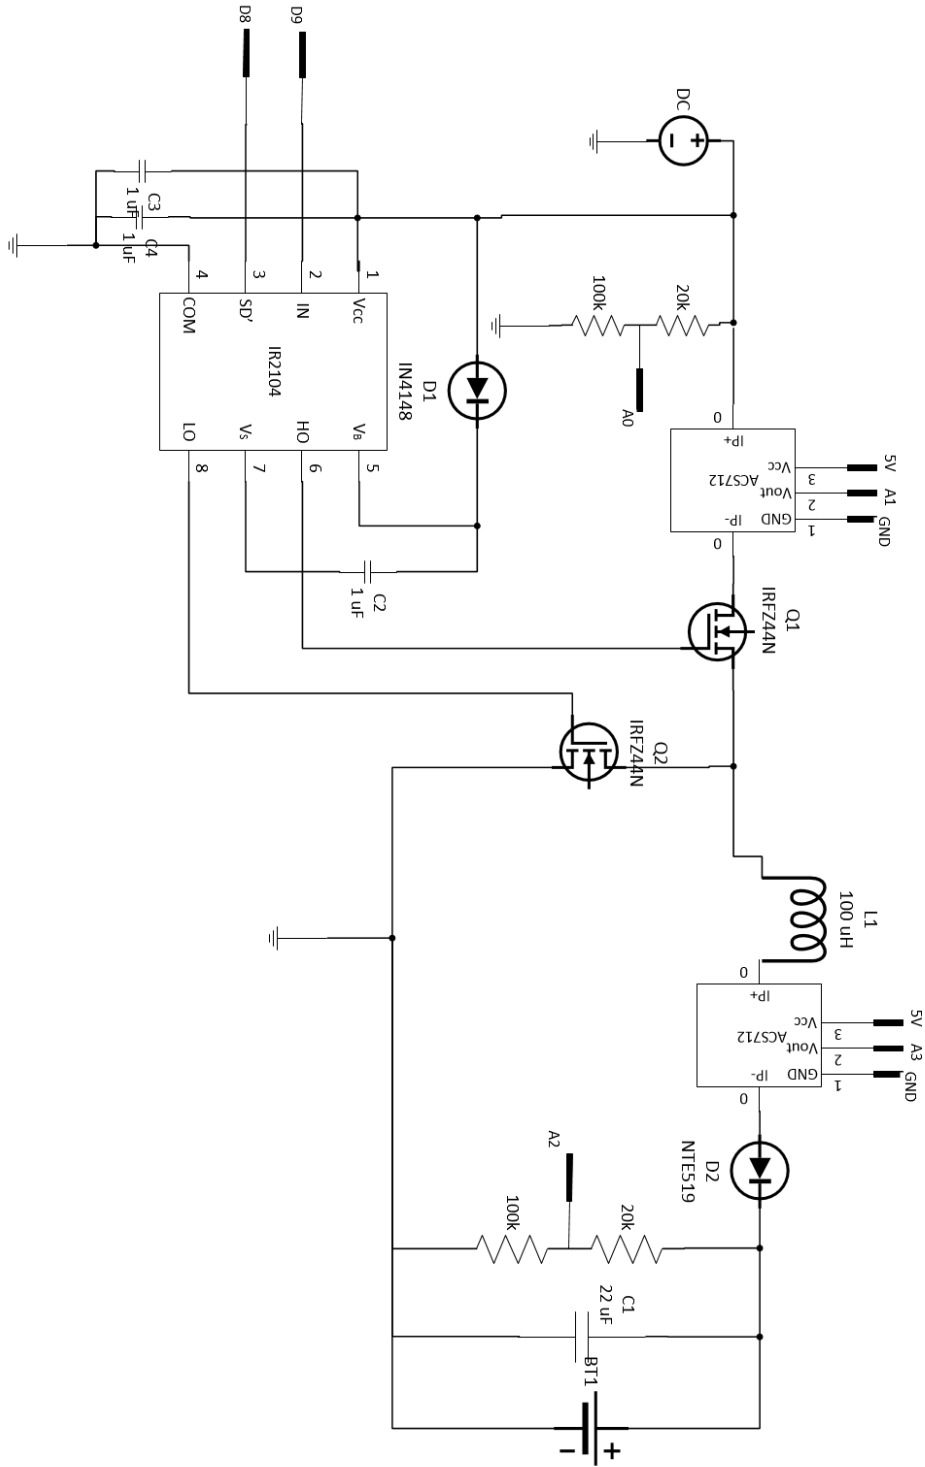 D8
D9
DC
+
-
C3
1 uF
C4
1 uF
4
3
2
1
COM
SD'
IN
Vcc
IR2104
LO
Vs
HO
VB
8
7
6
5
D1
IN4148
C2
1 uF
100k
20k
A0
0
IP+
Vcc
3
5V
ACS712
Vout
2
A1
IP-
GND
1
GND
0
Q1
IRFZ44N
Q2
IRFZ44N
L1
100 uH
0
IP+
Vcc
3
5V
ACS712
Vout
2
A3
IP-
GND
1
GND
0
D2
NTE519
A2
100k
20k
C1
22 uF
BT1
-
+